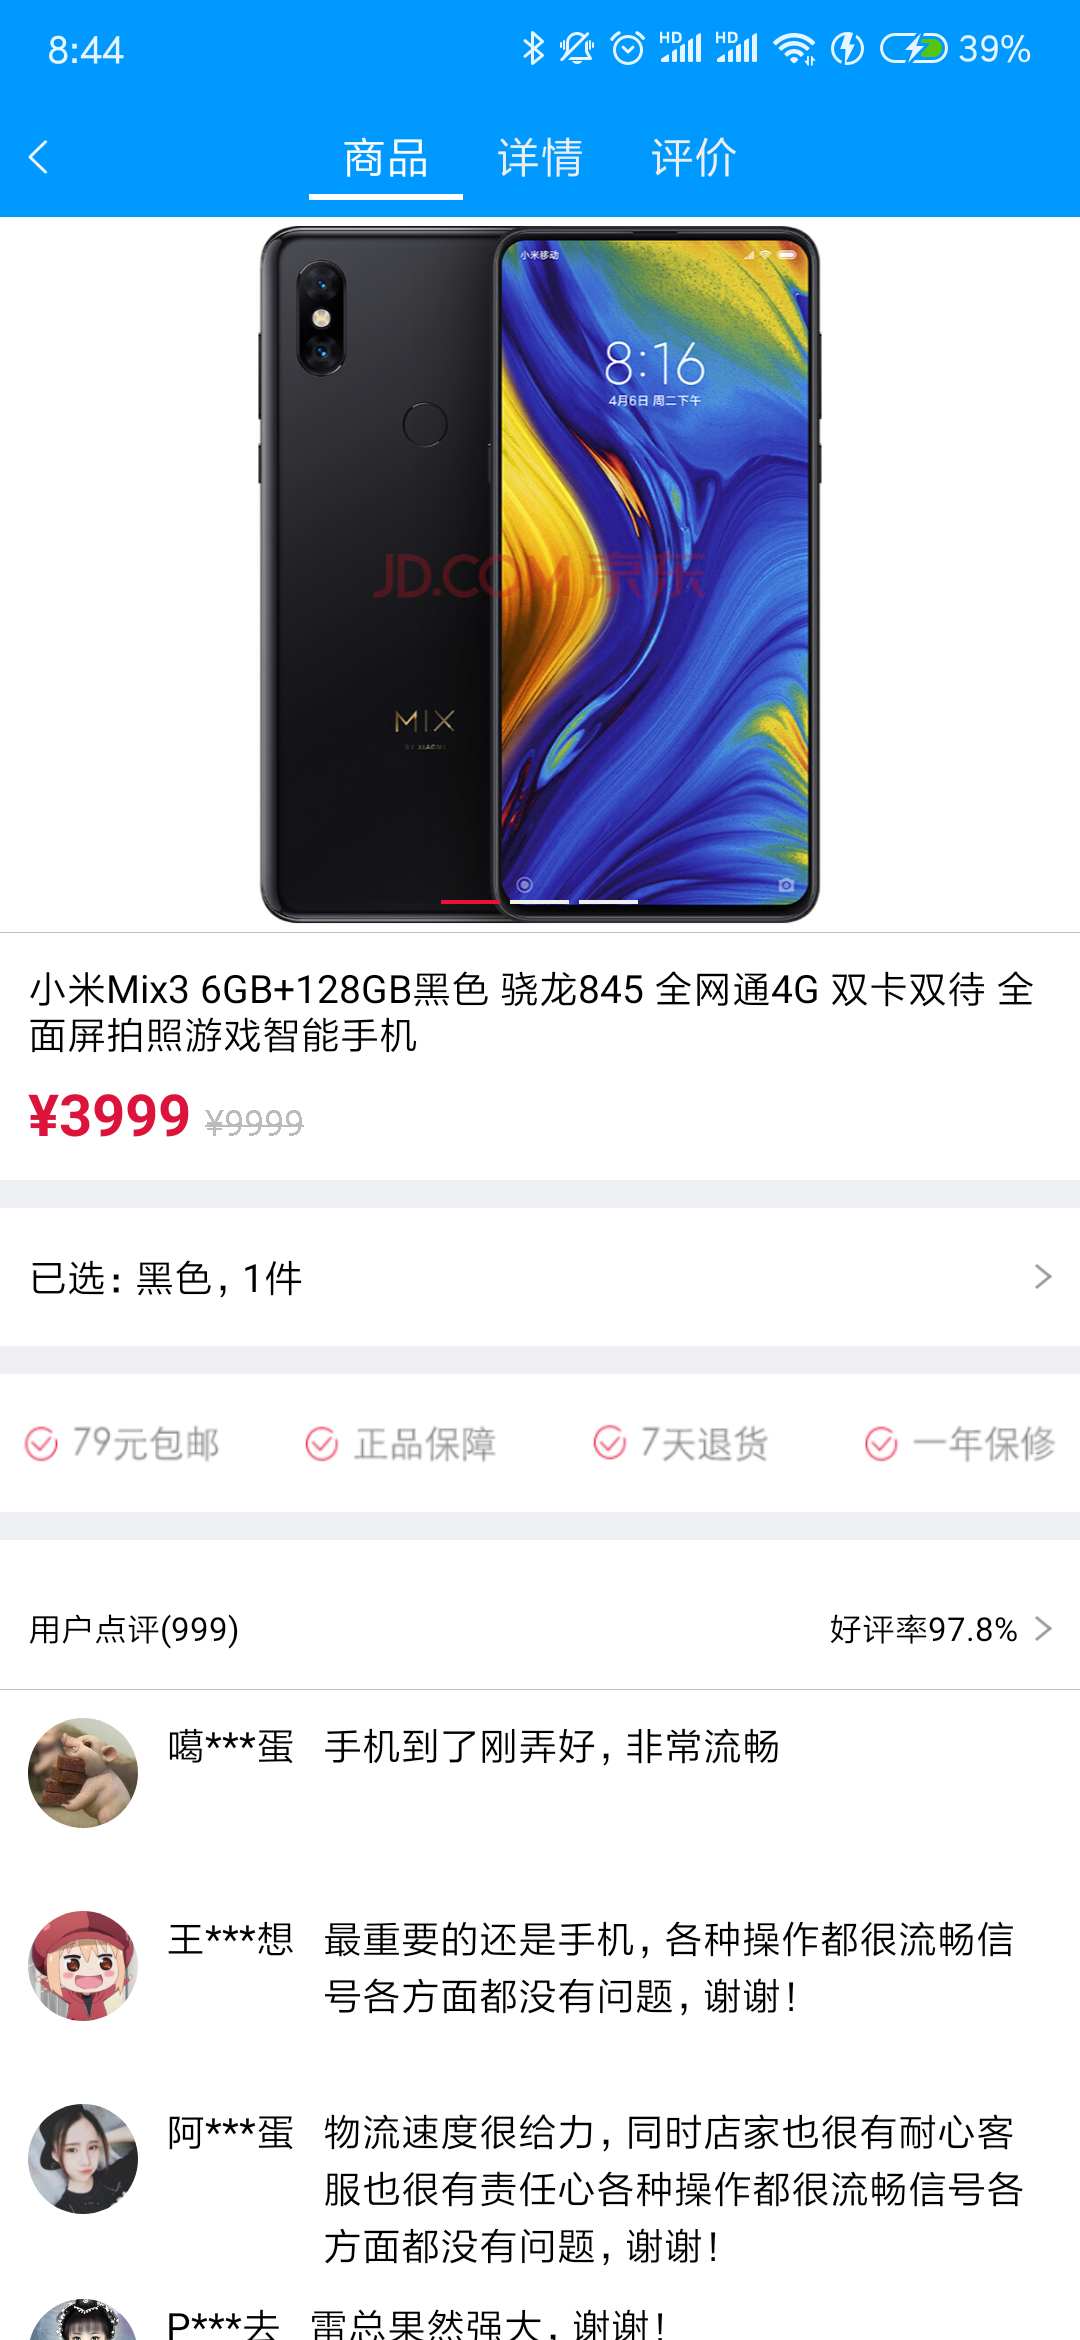 8:44
HD
HD
39%
商品 详情 评价
小米移动
8:16
4月6日 周二下午
JD.COM 京东
MIX
BY XIAOMI
小米Mix3 6GB+128GB黑色 骁龙845 全网通4G 双卡双待 全
面屏拍照游戏智能手机
¥3999 ¥9999
已选：黑色，1件
79元包邮 正品保障 7天退货 一年保修
用户点评(999) 好评率97.8%
噶***蛋 手机到了刚弄好，非常流畅
王***想 最重要的还是手机，各种操作都很流畅信
号各方面都没有问题，谢谢！
阿***蛋 物流速度很给力，同时店家也很有耐心客
服也很有责任心各种操作都很流畅信号各
方面都没有问题，谢谢！
P***去 雷总果然强大，谢谢！